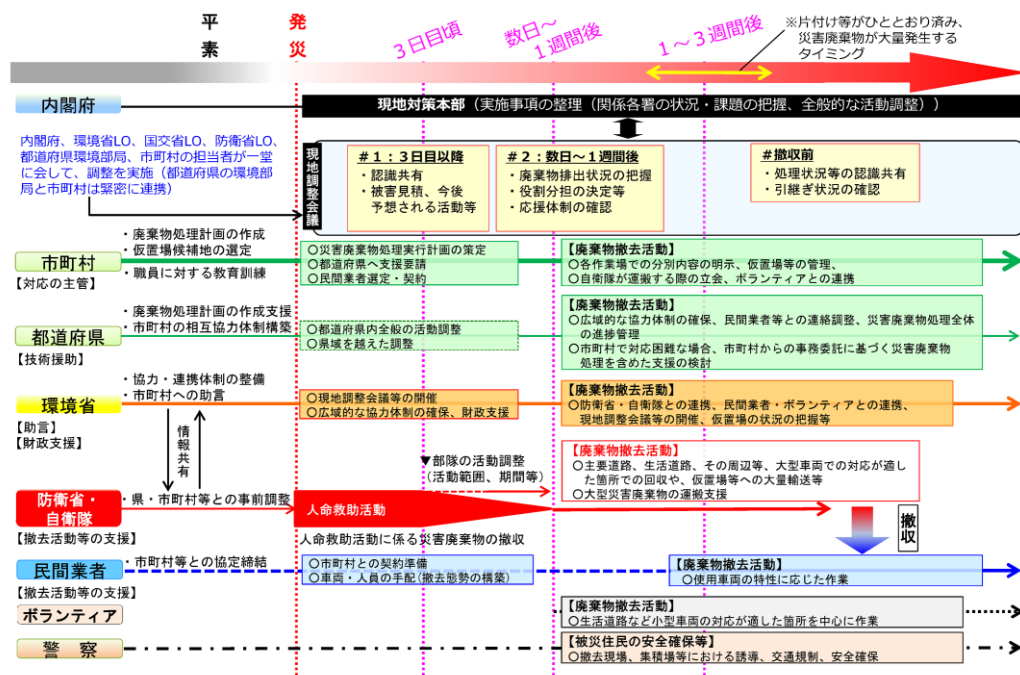 平素
発災
３日目頃
数日～
１週間後
１～３週間後
※片付け等がひととおり済み、
災害廃棄物が大量発生する
タイミング
内閣府
現地対策本部（実施事項の整理（関係各署の状況・課題の把握、全般的な活動調整））
内閣府、環境省LO、国交省LO、防衛省LO、
都道府県環境部局、市町村の担当者が一堂
に会して、調整を実施（都道府県の環境部
局と市町村は緊密に連携）
現地調整会議
＃１：３日目以降
・認識共有
・被害見積、今後
予想される活動等
＃２：数日～１週間後
・廃棄物排出状況の把握
・役割分担の決定等
・応援体制の確認
＃撤収前
・処理状況等の認識共有
・引継ぎ状況の確認
市町村
【対応の主管】
・廃棄物処理計画の作成
・仮置場候補地の選定
・職員に対する教育訓練
○災害廃棄物処理実行計画の策定
○都道府県へ支援要請
○民間業者選定・契約
【廃棄物撤去活動】
○各作業場での分別内容の明示、仮置場等の管理、
○自衛隊が運搬する際の立会、ボランティアとの連携
都道府県
【技術援助】
・廃棄物処理計画の作成支援
・市町村の相互協力体制構築
○都道府県内全般の活動調整
○県域を越えた調整
【廃棄物撤去活動】
○広域的な協力体制の確保、民間業者等との連絡調整、災害廃棄物処理全体
の進捗管理
○市町村で対応困難な場合、市町村からの事務委託に基づく災害廃棄物
処理を含めた支援の検討
環境省
【助言】
【財政支援】
・協力・連携体制の整備
・市町村への助言
○現地調整会議等の開催
○広域的な協力体制の確保、財政支援
【廃棄物撤去活動】
○防衛省・自衛隊との連携、民間業者・ボランティアとの連携、
現地調整会議等の開催、仮置場の状況の把握等
情報共有
▼部隊の活動調整
（活動範囲、期間等）
【廃棄物撤去活動】
○主要道路、生活道路、その周辺等、大型車両での対応が適し
た箇所での回収や、仮置場等への大量輸送等
○大型災害廃棄物の運搬支援
防衛省・
自衛隊
【撤去活動等の支援】
・県・市町村等との事前調整
人命救助活動
人命救助活動に係る災害廃棄物の撤収
撤収
民間業者
【撤去活動等の支援】
・市町村等との協定締結
○市町村との契約準備
○車両・人員の手配（撤去態勢の構築）
【廃棄物撤去活動】
○使用車両の特性に応じた作業
ボランティア
【廃棄物撤去活動】
○生活道路など小型車両の対応が適した箇所を中心に作業
警　察
【被災住民の安全確保等】
○撤去現場、集積場等における誘導、交通規制、安全確保